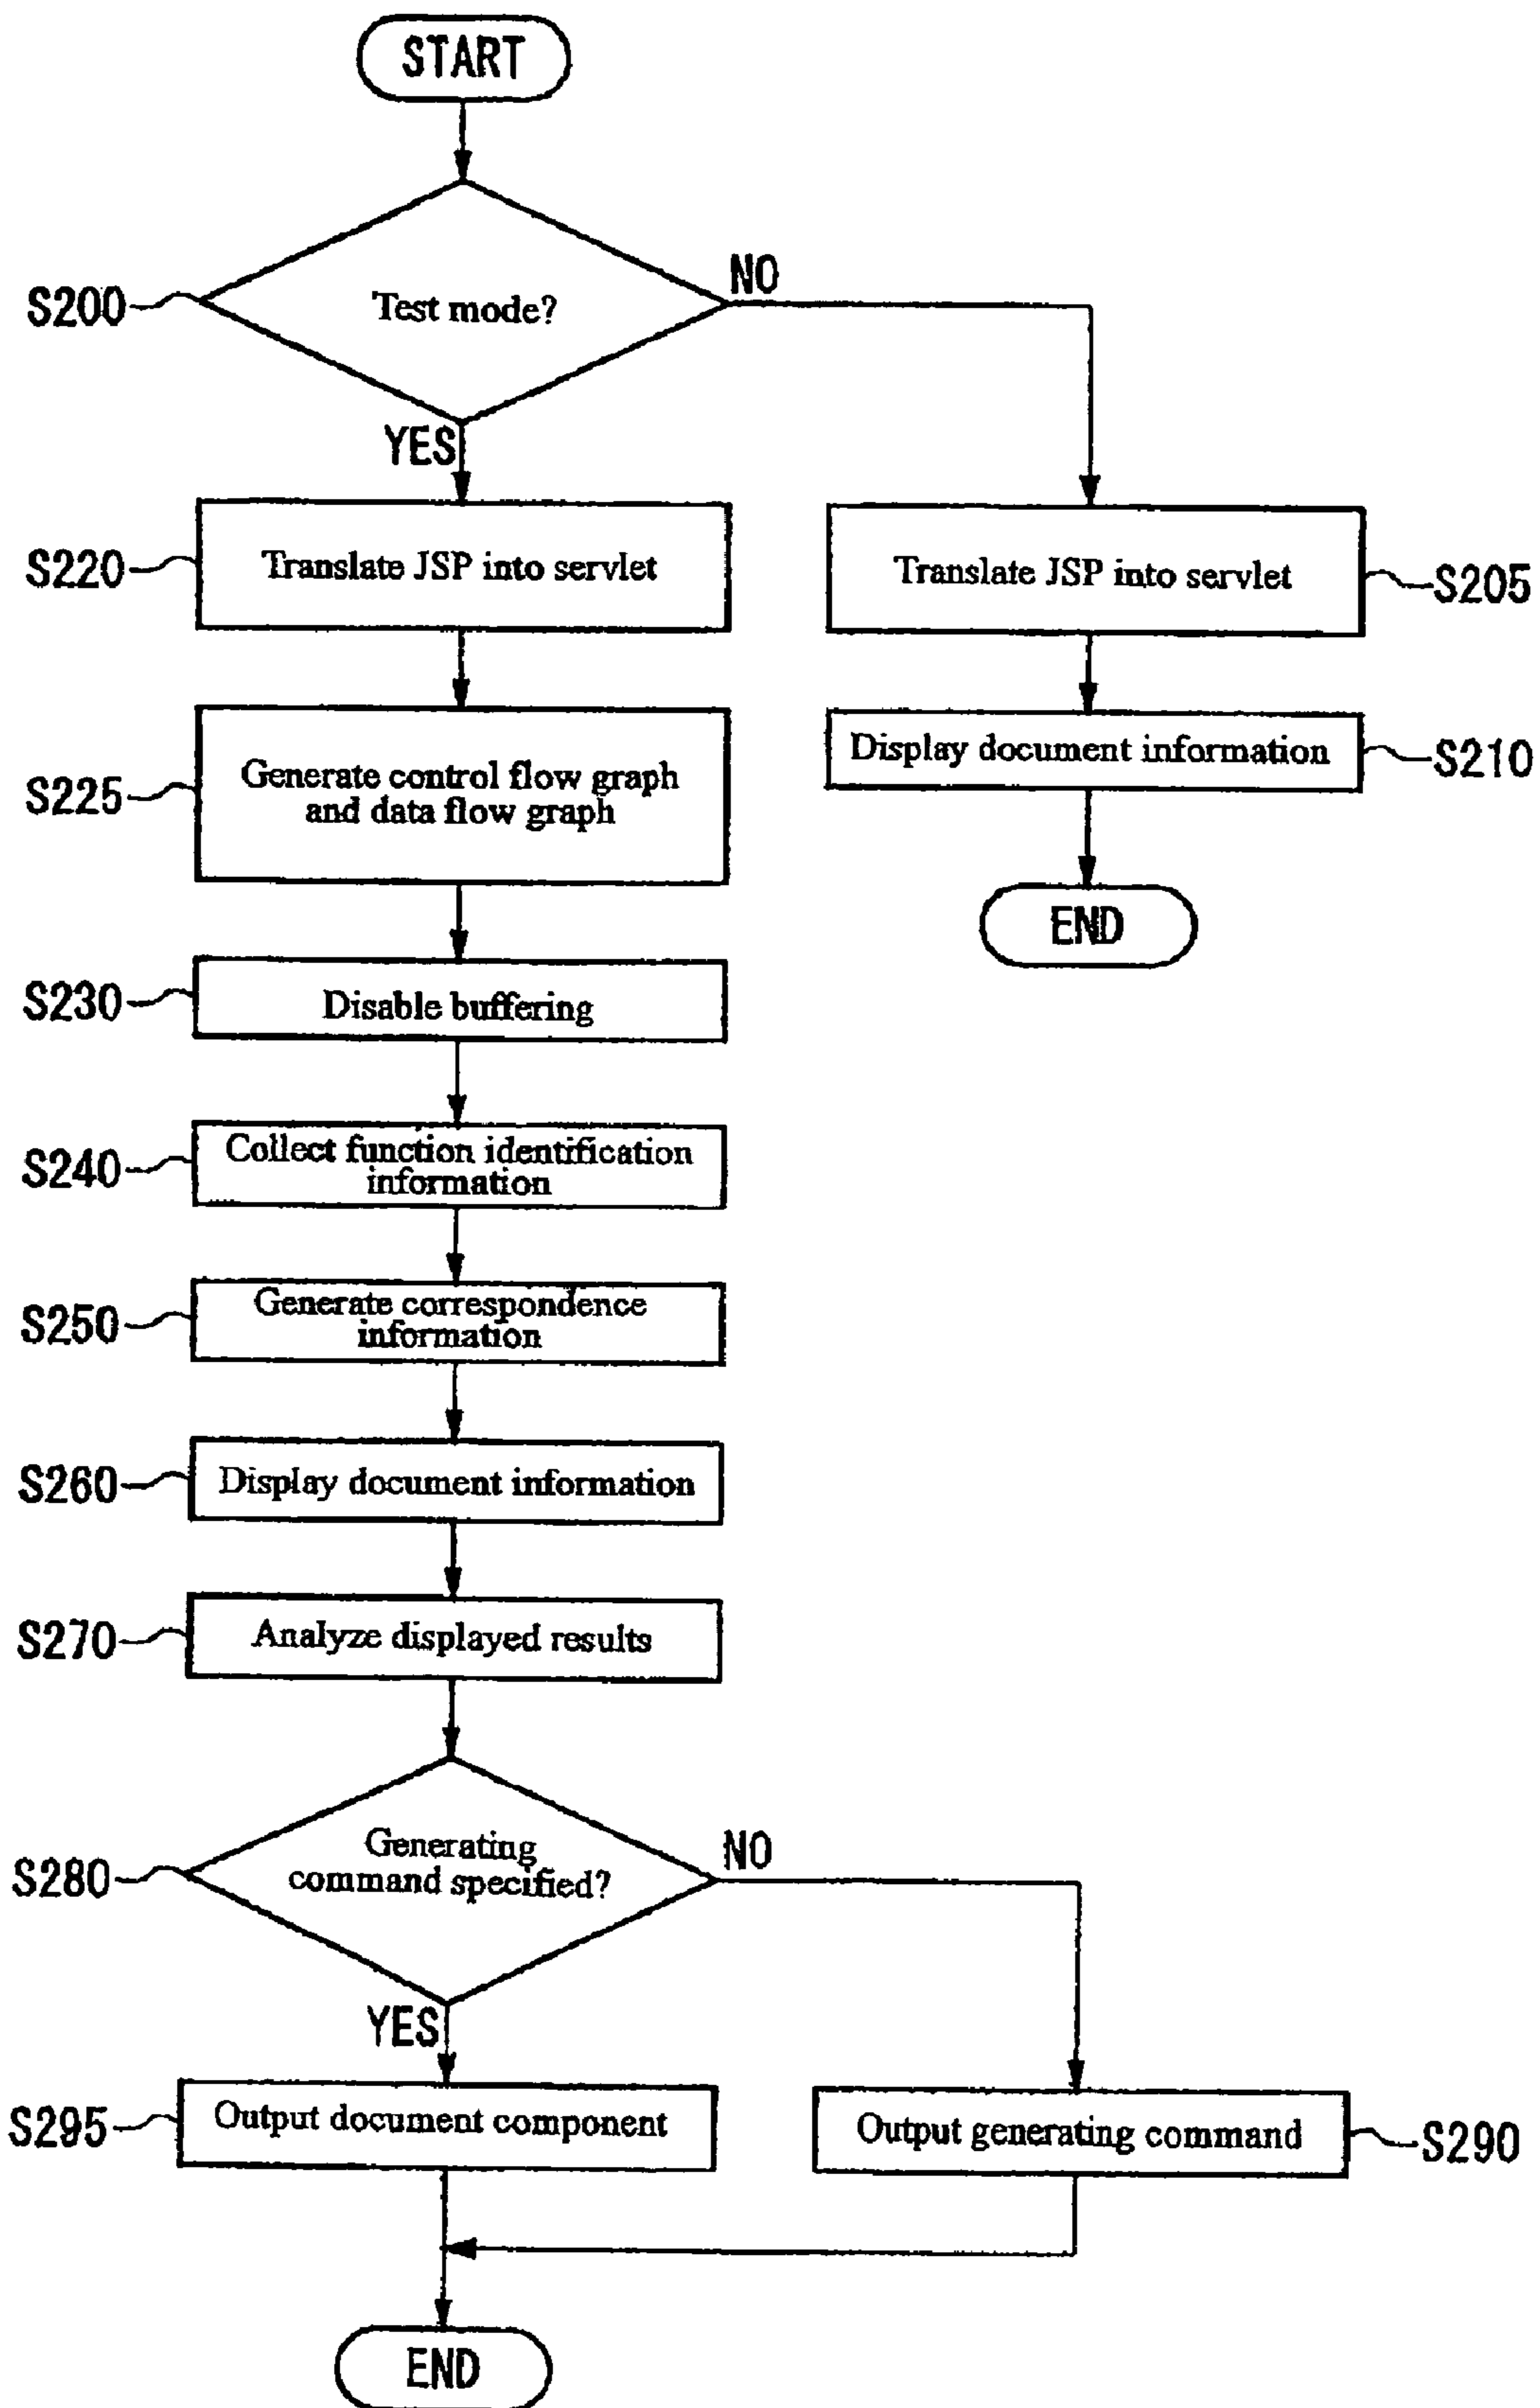 START
S200
Test mode?
NO
YES
S220
Translate JSP into servlet
Translate JSP into servlet
S205
S225
Generate control flow graph
and data flow graph
Display document information
S210
END
S230
Disable buffering
S240
Collect function identification
information
S250
Generate correspondence
information
S260
Display document information
S270
Analyze displayed results
S280
Generating
command specified?
NO
YES
S295
Output document component
Output generating command
S290
END